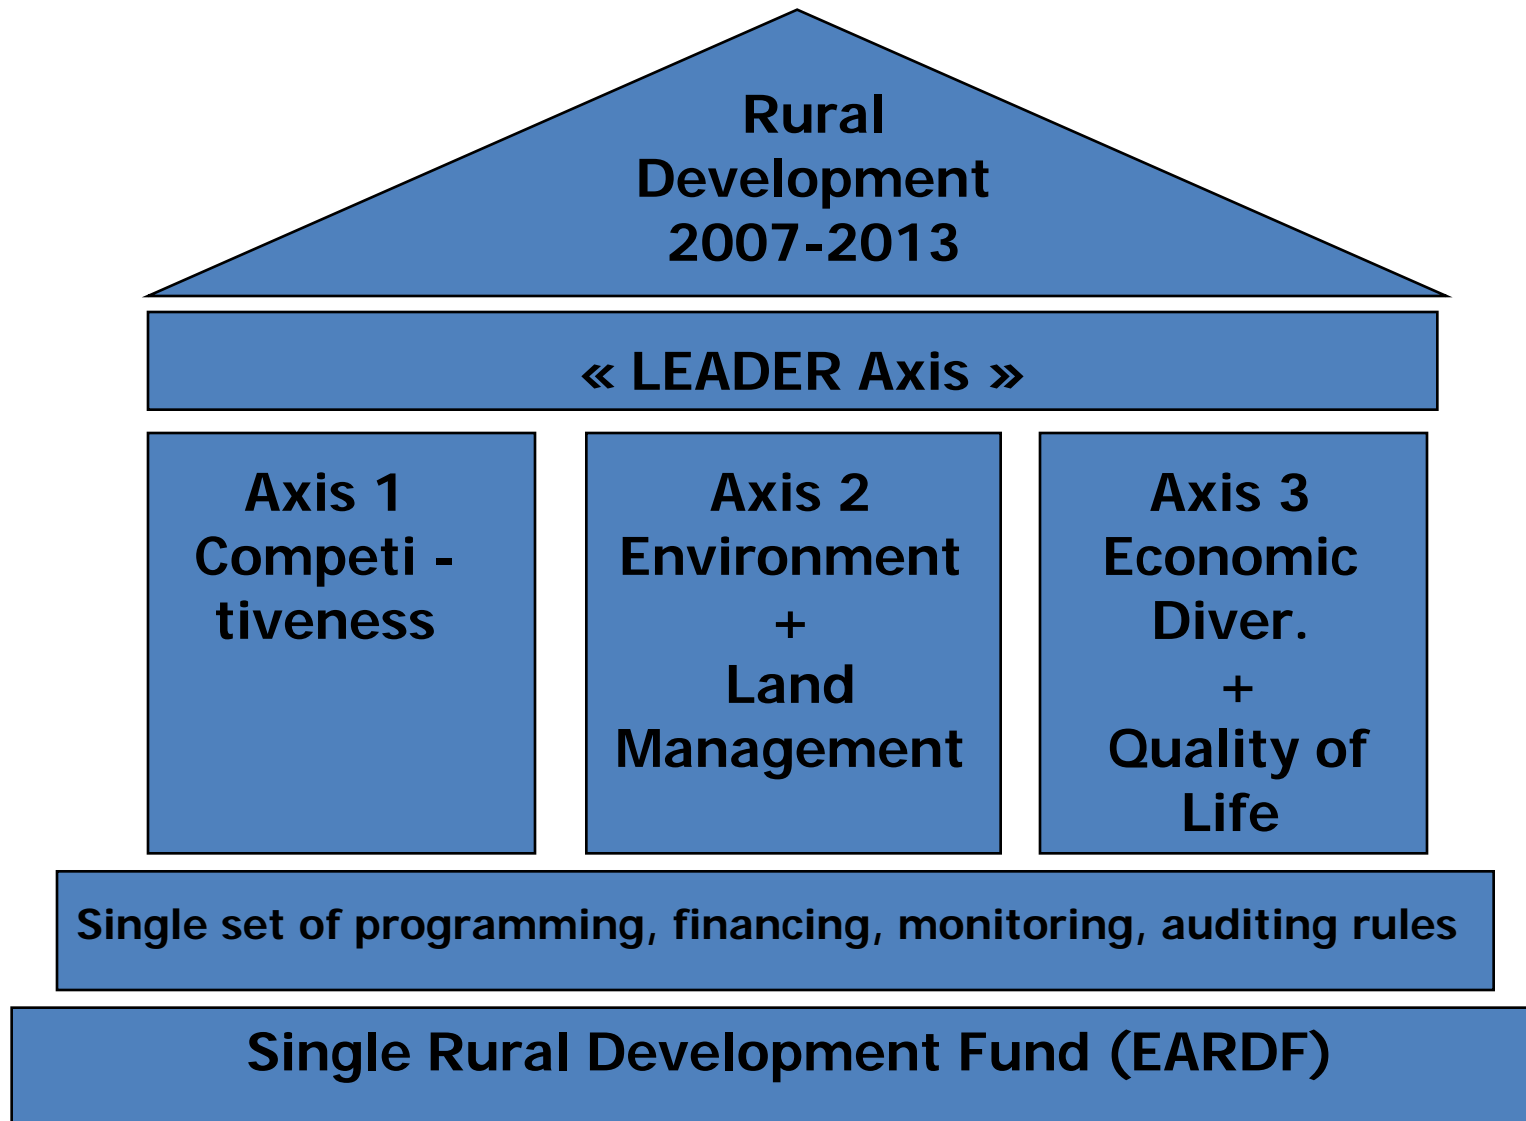 Rural
Development
2007-2013
« LEADER Axis »
Axis 1
Competi -
tiveness
Axis 2
Environment
+
Land
Management
Axis 3
Economic
Diver.
+
Quality of
Life
Single set of programming, financing, monitoring, auditing rules
Single Rural Development Fund (EARDF)